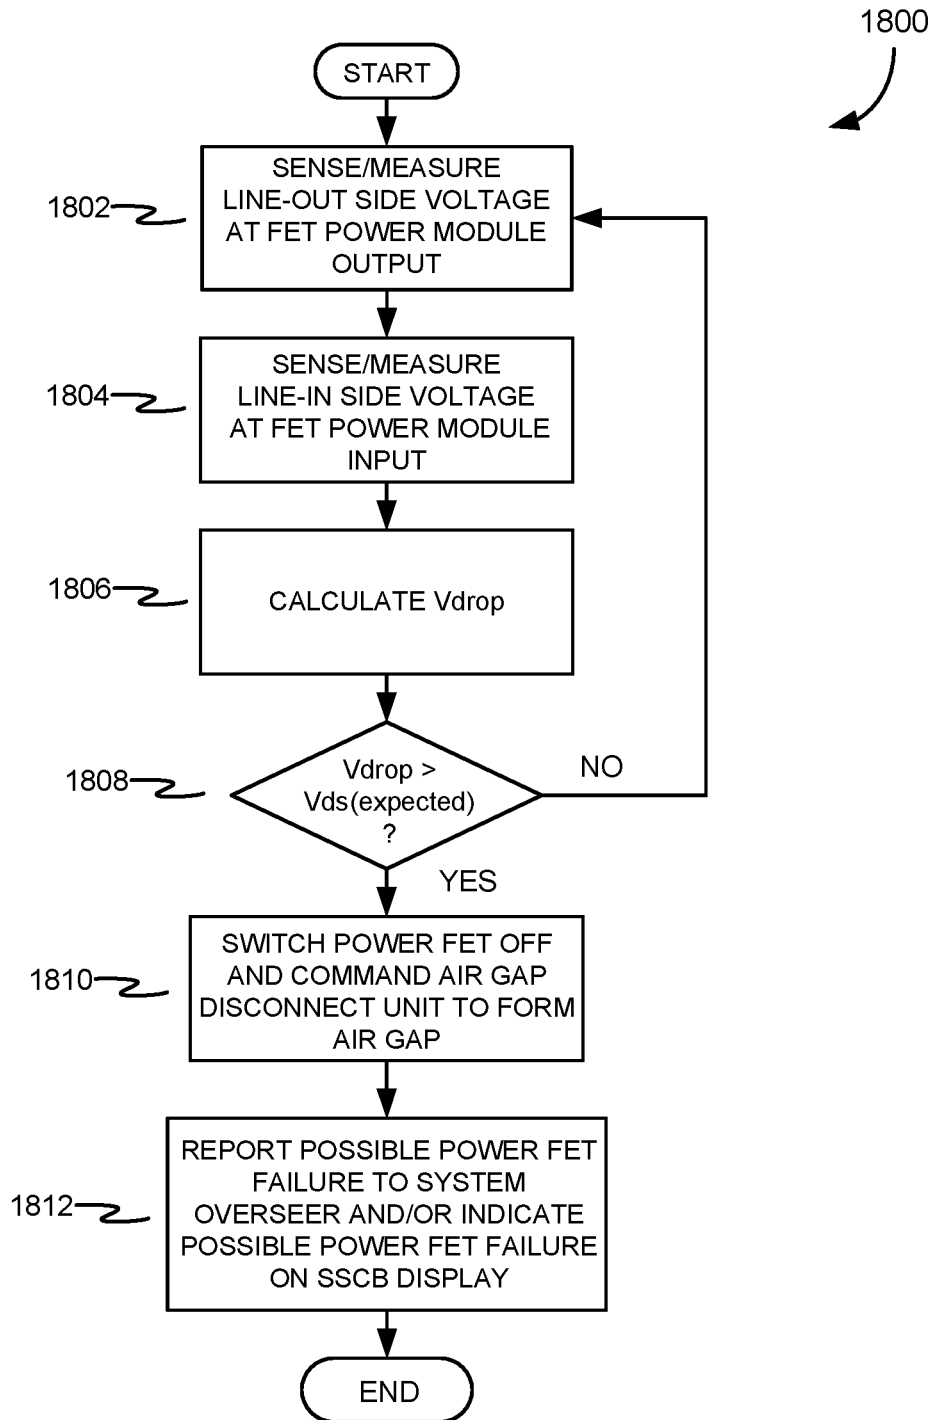 1800
START
1802
SENSE/MEASURE
LINE-OUT SIDE VOLTAGE
AT FET POWER MODULE
OUTPUT
1804
SENSE/MEASURE
LINE-IN SIDE VOLTAGE
AT FET POWER MODULE
INPUT
1806
CALCULATE Vdrop
1808
Vdrop >
Vds(expected)
?
NO
YES
1810
SWITCH POWER FET OFF
AND COMMAND AIR GAP
DISCONNECT UNIT TO FORM
AIR GAP
1812
REPORT POSSIBLE POWER FET
FAILURE TO SYSTEM
OVERSEER AND/OR INDICATE
POSSIBLE POWER FET FAILURE
ON SSCB DISPLAY
END